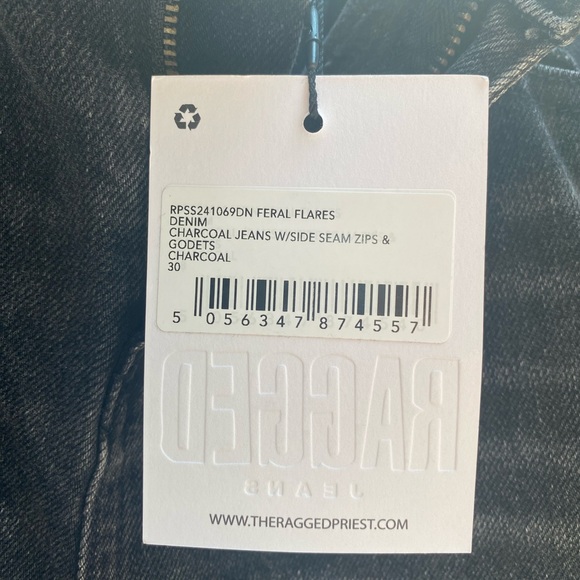 RPSS241069DN FERAL FLARES
DENIM
CHARCOAL JEANS W/SIDE SEAM ZIPS &
GODETS
CHARCOAL
30
5 056347 874557
RAGGED
JEANS
WWW.THERAGGEDPRIEST.COM